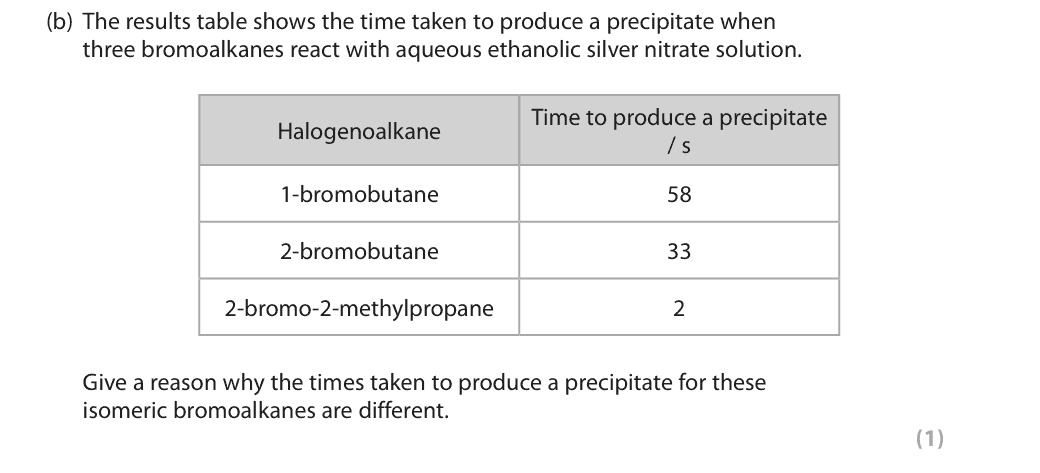 (b) The results table shows the time taken to produce a precipitate when
three bromoalkanes react with aqueous ethanolic silver nitrate solution.
Halogenoalkane
Time to produce a precipitate
/ s
1-bromobutane
58
2-bromobutane
33
2-bromo-2-methylpropane
2
Give a reason why the times taken to produce a precipitate for these
isomeric bromoalkanes are different.
(1)